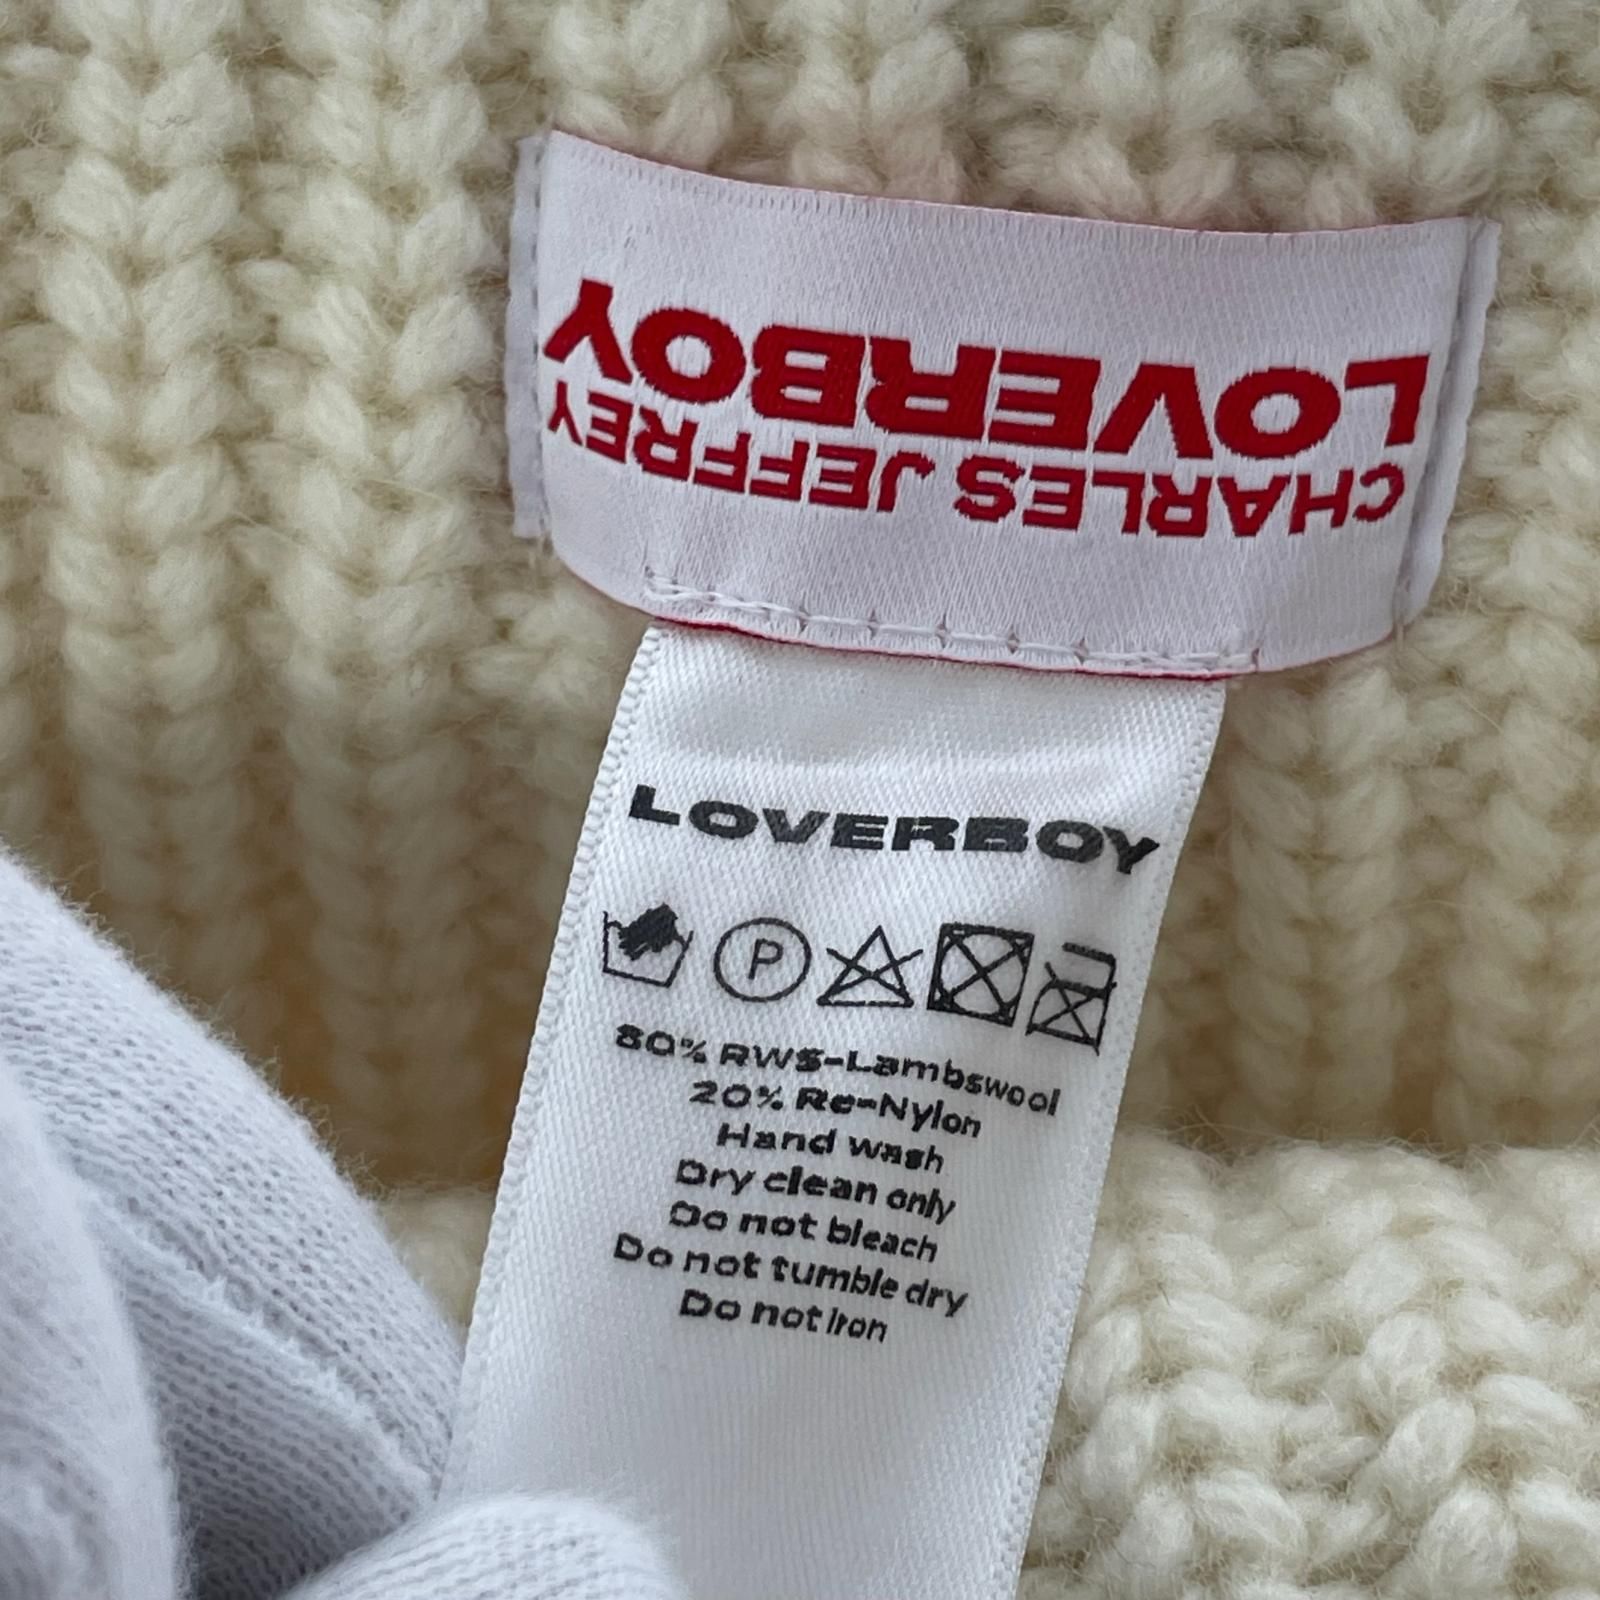 CHARLES JEFFREY
LOVERBOY
LOVERBOY
P
80% RWS-Lambswool
20% Re-Nylon
Hand wash
Dry clean only
Do not bleach
Do not tumble dry
Do not Iron